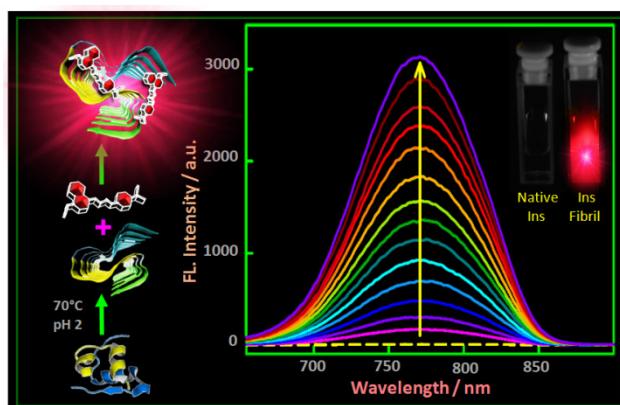 +
70°C
pH 2
FL. Intensity / a.u.
3000
2000
1000
0
700
750
800
850
Wavelength / nm
Native
Ins
Ins
Fibril